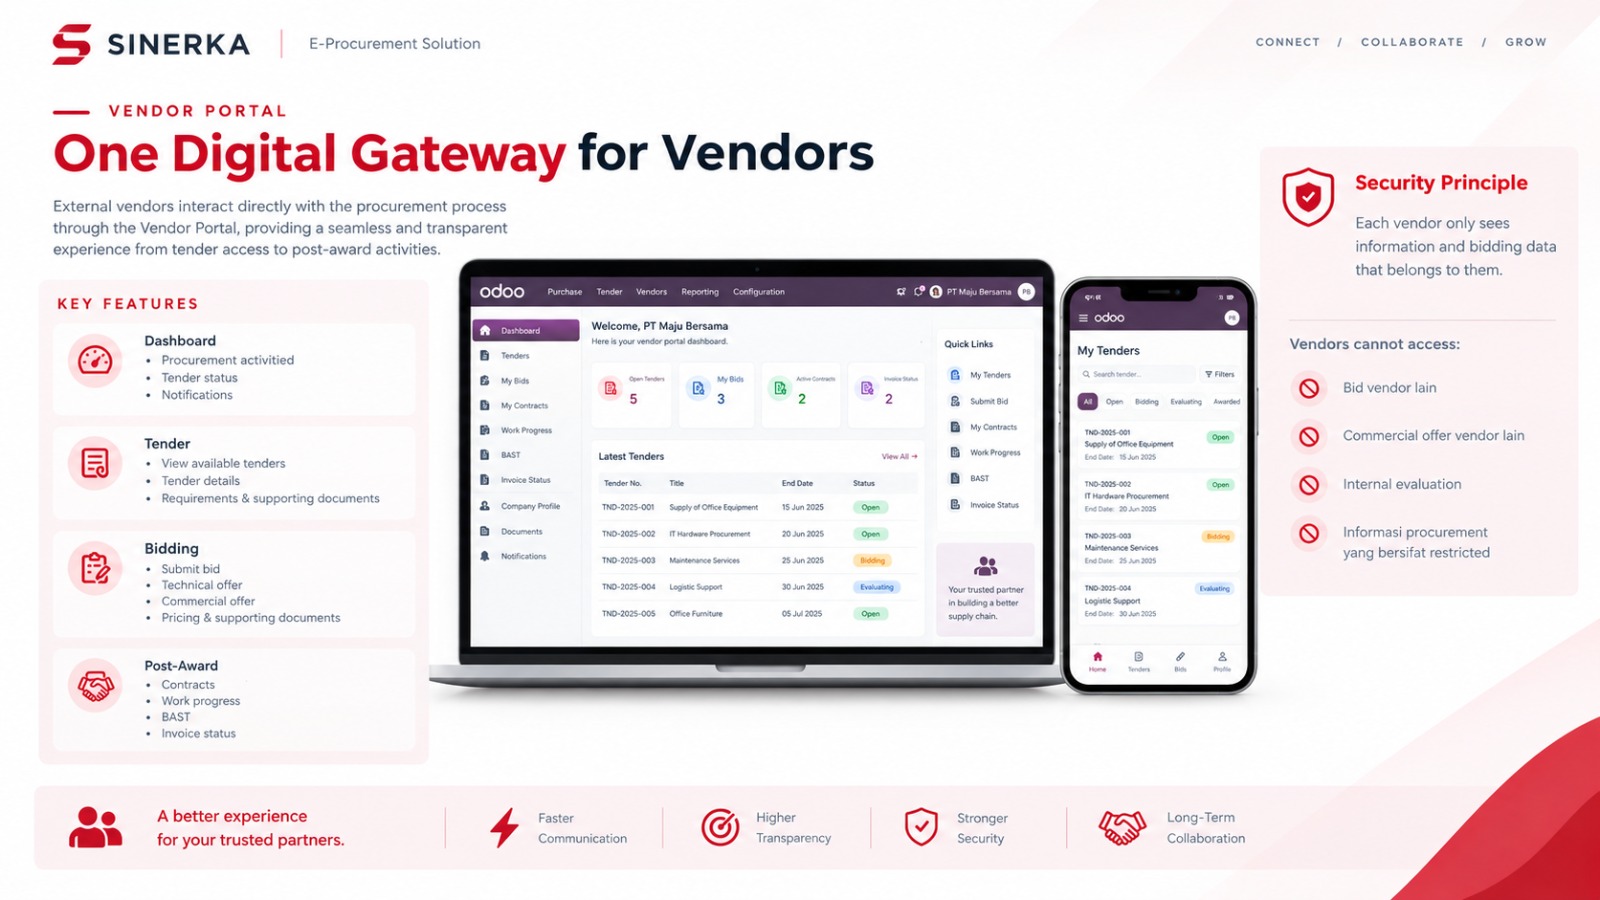 SINERKA
E-Procurement Solution
CONNECT / COLLABORATE / GROW
VENDOR PORTAL
One Digital Gateway for Vendors
External vendors interact directly with the procurement process
through the Vendor Portal, providing a seamless and transparent
experience from tender access to post-award activities.
KEY FEATURES
Dashboard
• Procurement activitied
• Tender status
• Notifications
Tender
• View available tenders
• Tender details
• Requirements & supporting documents
Bidding
• Submit bid
• Technical offer
• Commercial offer
• Pricing & supporting documents
Post-Award
• Contracts
• Work progress
• BAST
• Invoice status
odoo Purchase Tender Vendors Reporting Configuration PT Maju Bersama PB
Dashboard
Tenders
My Bids
My Contracts
Work Progress
BAST
Invoice Status
Company Profile
Documents
Notifications
Welcome, PT Maju Bersama
Here is your vendor portal dashboard.
Open Tenders
5
My Bids
3
Active Contracts
2
Invoice Status
2
Latest Tenders View All →
Tender No. Title End Date Status
TND-2025-001 Supply of Office Equipment 15 Jun 2025 Open
TND-2025-002 IT Hardware Procurement 20 Jun 2025 Open
TND-2025-003 Maintenance Services 25 Jun 2025 Bidding
TND-2025-004 Logistic Support 30 Jun 2025 Evaluating
TND-2025-005 Office Furniture 05 Jul 2025 Open
Quick Links
My Tenders
Submit Bid
My Contracts
Work Progress
BAST
Invoice Status
Your trusted partner
in building a better
supply chain.
odoo PB
My Tenders
Search tender...
Filters
All Open Bidding Evaluating Awarded
TND-2025-001
Supply of Office Equipment
End Date: 15 Jun 2025
Open
TND-2025-002
IT Hardware Procurement
End Date: 20 Jun 2025
Open
TND-2025-003
Maintenance Services
End Date: 25 Jun 2025
Bidding
TND-2025-004
Logistic Support
End Date: 30 Jun 2025
Evaluating
Home Tenders Bids Profile
Security Principle
Each vendor only sees
information and bidding data
that belongs to them.
Vendors cannot access:
Bid vendor lain
Commercial offer vendor lain
Internal evaluation
Informasi procurement
yang bersifat restricted
A better experience
for your trusted partners.
Faster
Communication
Higher
Transparency
Stronger
Security
Long-Term
Collaboration